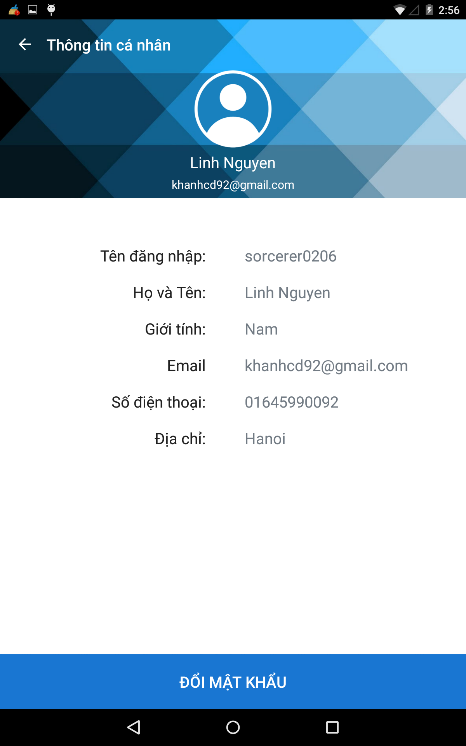 2:56
Thông tin cá nhân
Linh Nguyen
khanhcd92@gmail.com
Tên đăng nhập: sorcerer0206
Họ và Tên: Linh Nguyen
Giới tính: Nam
Email khanhcd92@gmail.com
Số điện thoại: 01645990092
Địa chỉ: Hanoi
ĐỔI MẬT KHẨU